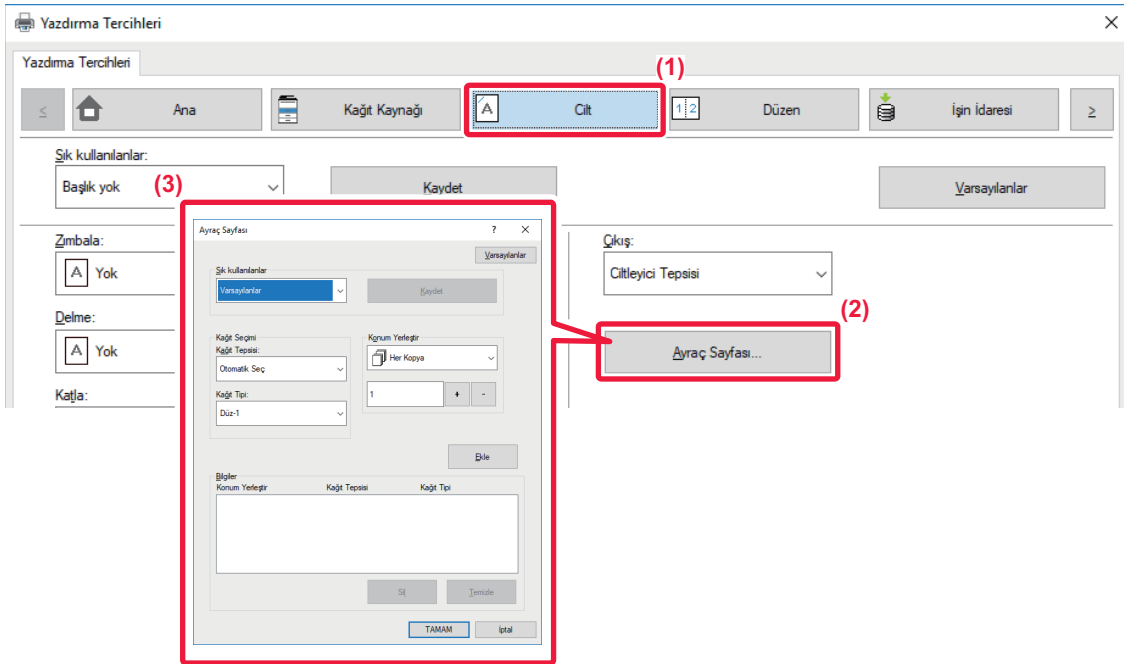 Yazdırma Tercihleri
Yazdırma Tercihleri
(1)
≤ Ana Kağıt Kaynağı A Cilt 1 2 Düzen İşin İdaresi ≥
Sık kullanılanlar:
Başlık yok
Kaydet
Varsayılanlar
(3)
Zımbala:
A Yok
Delme:
A Yok
Katla:
Çıkış:
Ciltleyici Tepsisi
(2)
Ayraç Sayfası...
Ayraç Sayfası ?
Varsayılanlar
Sık kullanılanlar
Varsayılanlar
Kaydet
Kağıt Seçimi
Kağıt Tepsisi:
Otomatik Seç
Kağıt Tipi:
Düz-1
Konum Yerleştir
Her Kopya
1 + -
Ekle
Bilgiler
Konum Yerleştir Kağıt Tepsisi Kağıt Tipi
Sil Temizle
TAMAM İptal